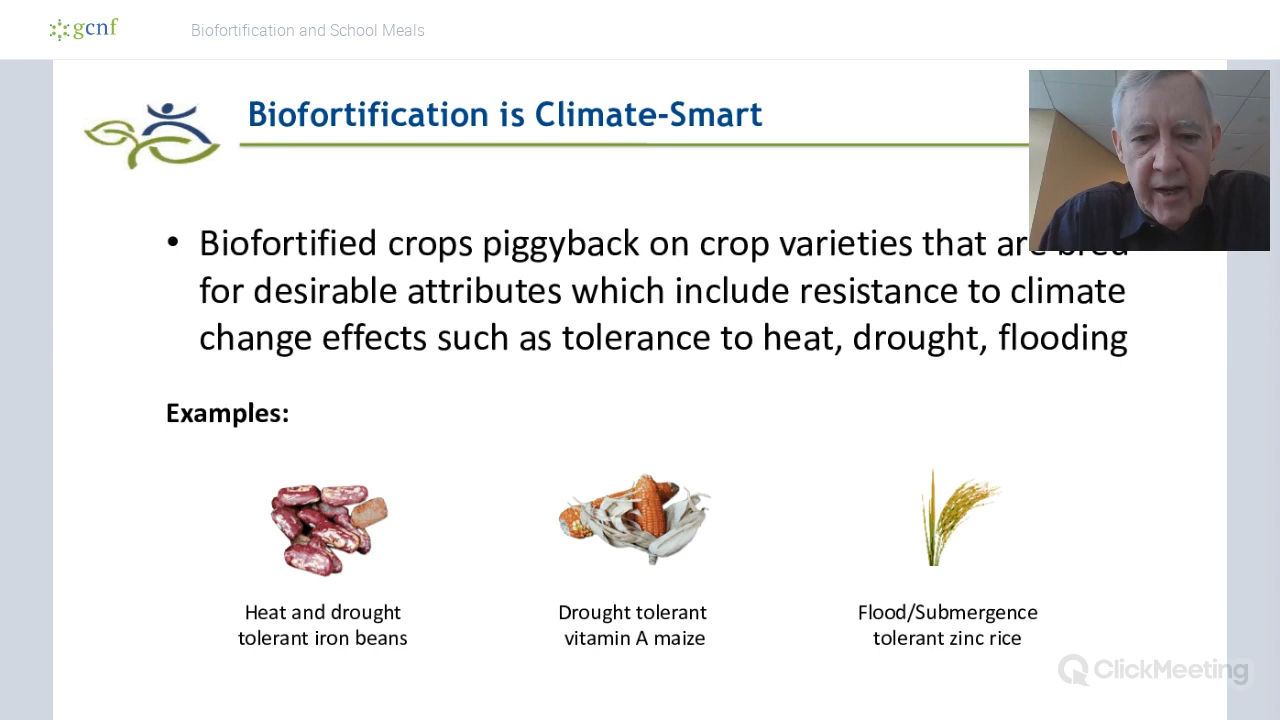 gcnf
Biofortification and School Meals
Biofortification is Climate-Smart
• Biofortified crops piggyback on crop varieties that are bred
for desirable attributes which include resistance to climate
change effects such as tolerance to heat, drought, flooding
Examples:
Heat and drought
tolerant iron beans
Drought tolerant
vitamin A maize
Flood/Submergence
tolerant zinc rice
ClickMeeting